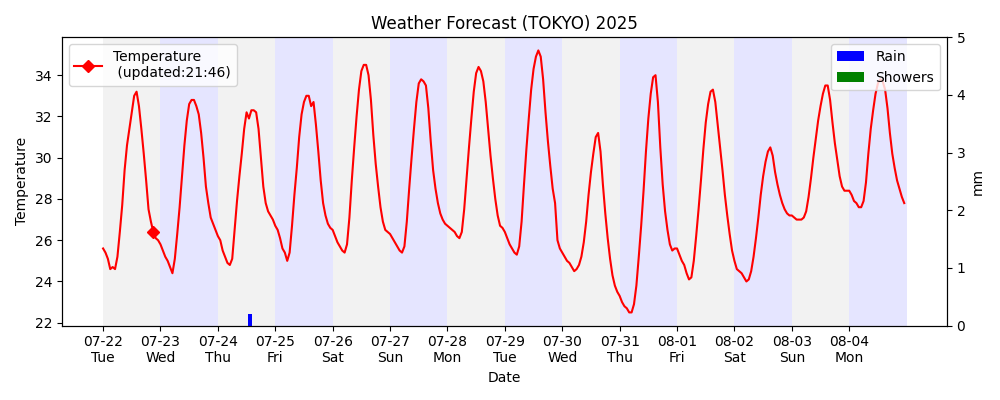 Weather Forecast (TOKYO) 2025
Temperature
(updated:21:46)
Rain
Showers
Temperature
34
32
30
28
26
24
22
5
4
3
2
1
0
mm
07-22 07-23 07-24 07-25 07-26 07-27 07-28 07-29 07-30 07-31 08-01 08-02 08-03 08-04
Tue Wed Thu Fri Sat Sun Mon Tue Wed Thu Fri Sat Sun Mon
Date